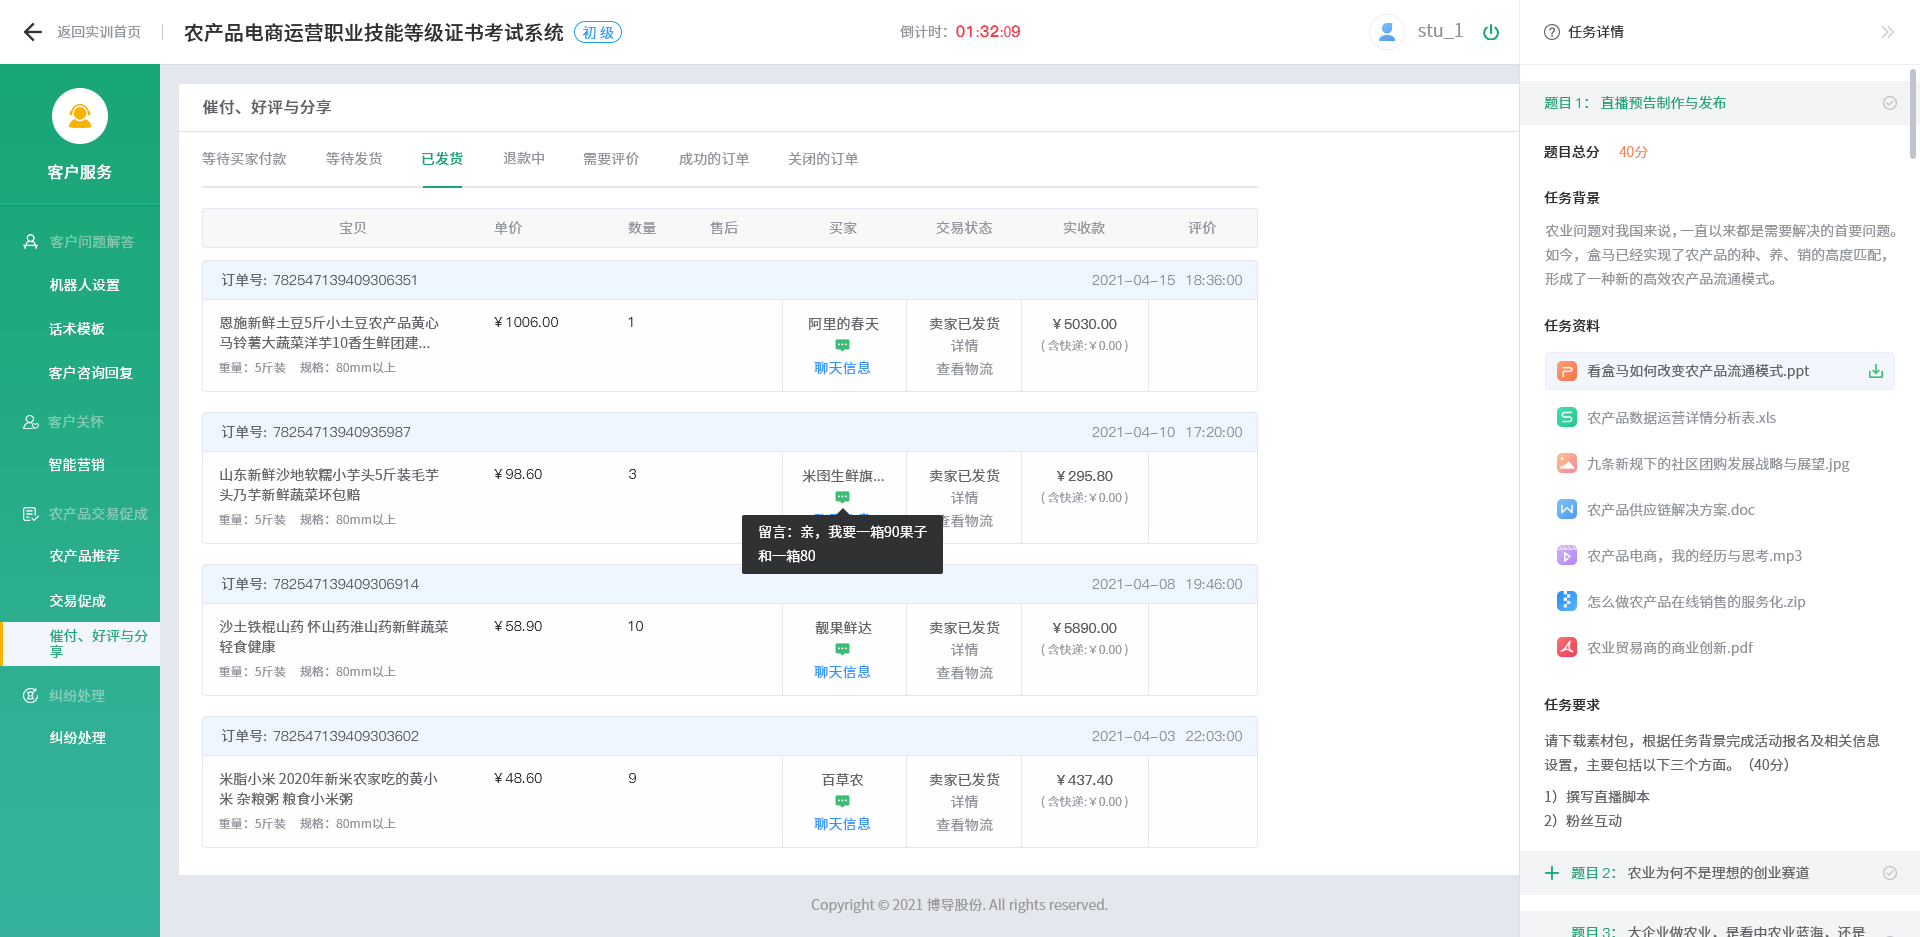 返回实训首页
农产品电商运营职业技能等级证书考试系统
初 级
倒计时：01:32:09
stu_1
任务详情
客户服务
客户问题解答
机器人设置
话术模板
客户咨询回复
客户关怀
智能营销
农产品交易促成
农产品推荐
交易促成
催付、好评与分
享
纠纷处理
纠纷处理
催付、好评与分享
等待买家付款 等待发货 已发货 退款中 需要评价 成功的订单 关闭的订单
宝贝 单价 数量 售后 买家 交易状态 实收款 评价
订单号: 782547139409306351 2021-04-15 18:36:00
恩施新鲜土豆5斤小土豆农产品黄心
马铃薯大蔬菜洋芋10香生鲜团建...
重量：5斤装 规格：80mm以上
¥1006.00
1
阿里的春天
聊天信息
卖家已发货
详情
查看物流
¥5030.00
(含快递:¥0.00)
订单号: 78254713940935987 2021-04-10 17:20:00
山东新鲜沙地软糯小芋头5斤装毛芋
头乃芋新鲜蔬菜坏包赔
重量：5斤装 规格：80mm以上
¥98.60
3
米图生鲜旗...
留言：亲，我要一箱90果子
和一箱80
卖家已发货
详情
查看物流
¥295.80
(含快递:¥0.00)
订单号: 782547139409306914 2021-04-08 19:46:00
沙土铁棍山药 怀山药淮山药新鲜蔬菜
轻食健康
重量：5斤装 规格：80mm以上
¥58.90
10
靓果鲜达
聊天信息
卖家已发货
详情
查看物流
¥5890.00
(含快递:¥0.00)
订单号: 782547139409303602 2021-04-03 22:03:00
米脂小米 2020年新米农家吃的黄小
米 杂粮粥 粮食小米粥
重量：5斤装 规格：80mm以上
¥48.60
9
百草农
聊天信息
卖家已发货
详情
查看物流
¥437.40
(含快递:¥0.00)
Copyright © 2021 博导股份. All rights reserved.
题目 1： 直播预告制作与发布
题目总分 40分
任务背景
农业问题对我国来说，一直以来都是需要解决的首要问题。
如今，盒马已经实现了农产品的种、养、销的高度匹配，
形成了一种新的高效农产品流通模式。
任务资料
看盒马如何改变农产品流通模式.ppt
农产品数据运营详情分析表.xls
九条新规下的社区团购发展战略与展望.jpg
农产品供应链解决方案.doc
农产品电商，我的经历与思考.mp3
怎么做农产品在线销售的服务化.zip
农业贸易商的商业创新.pdf
任务要求
请下载素材包，根据任务背景完成活动报名及相关信息
设置，主要包括以下三个方面。（40分）
1）撰写直播脚本
2）粉丝互动
题目 2： 农业为何不是理想的创业赛道
题目 3： 大企业做农业，是看中农业蓝海，还是